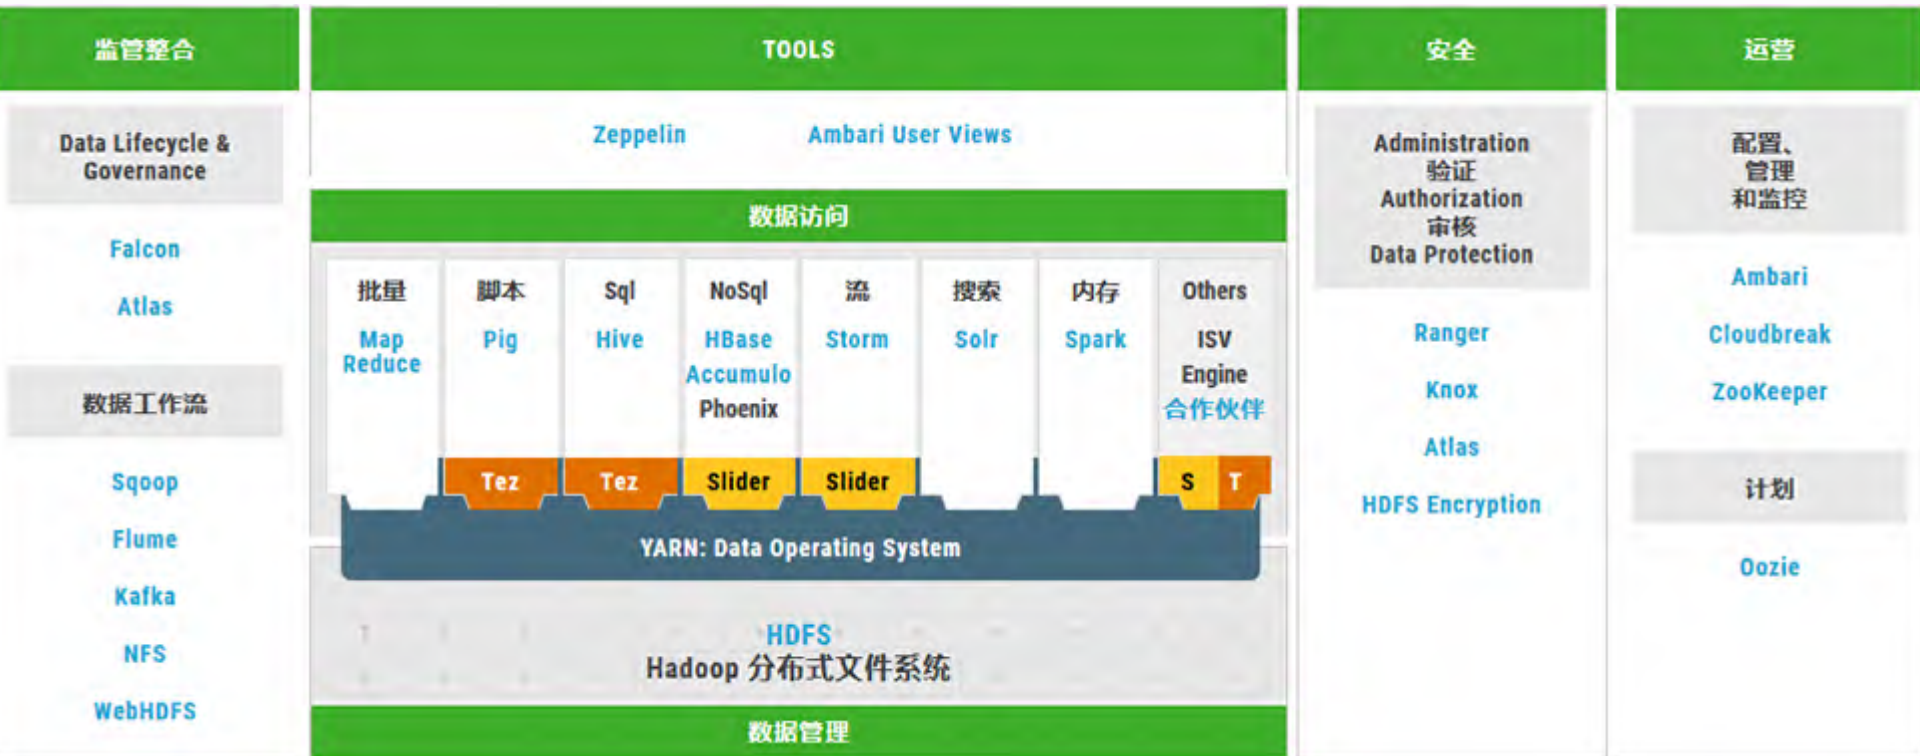 监管整合
Data Lifecycle &
Governance
Falcon
Atlas
数据工作流
Sqoop
Flume
Kafka
NFS
WebHDFS
TOOLS
Zeppelin
Ambari User Views
数据访问
批量
Map
Reduce
脚本
Pig
Tez
Sql
Hive
Tez
NoSql
HBase
Accumulo
Phoenix
Slider
流
Storm
Slider
搜索
Solr
内存
Spark
Others
ISV
Engine
合作伙伴
S
T
YARN: Data Operating System
HDFS
Hadoop 分布式文件系统
数据管理
安全
Administration
验证
Authorization
审核
Data Protection
Ranger
Knox
Atlas
HDFS Encryption
运营
配置、
管理
和监控
Ambari
Cloudbreak
ZooKeeper
计划
Oozie